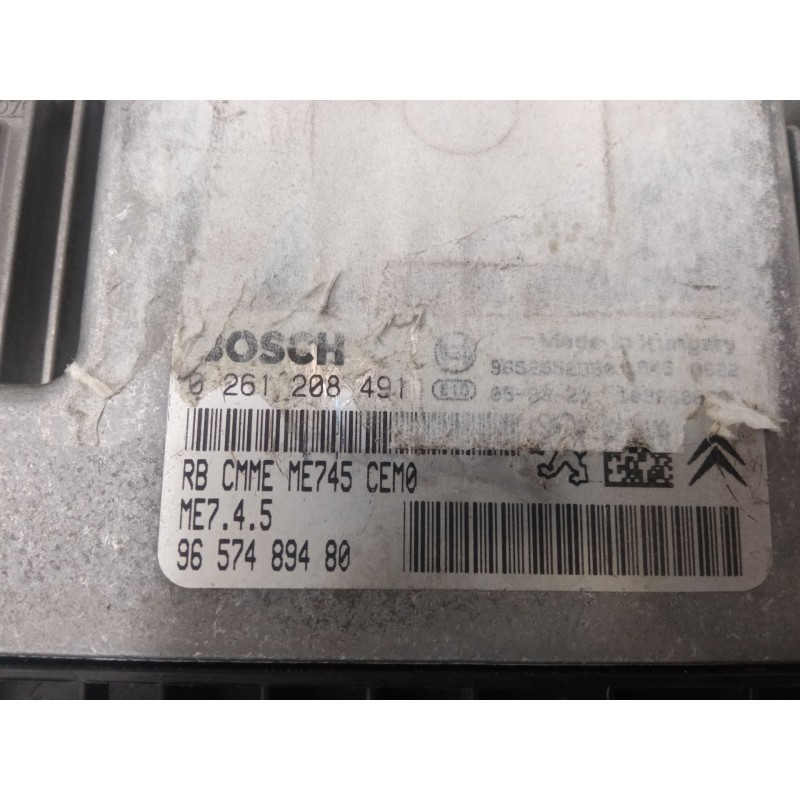 BOSCH
Made in Hungary
0 261 208 491
E10
RB CMME ME745 CEM0
ME7.4.5
96 574 894 80